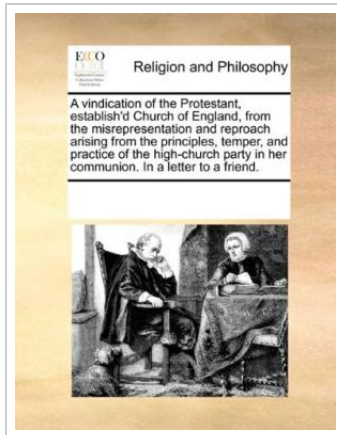 ECCO
Religion and Philosophy
A vindication of the Protestant,
establish'd Church of England, from
the misrepresentation and reproach
arising from the principles, temper, and
practice of the high-church party in her
communion. In a letter to a friend.